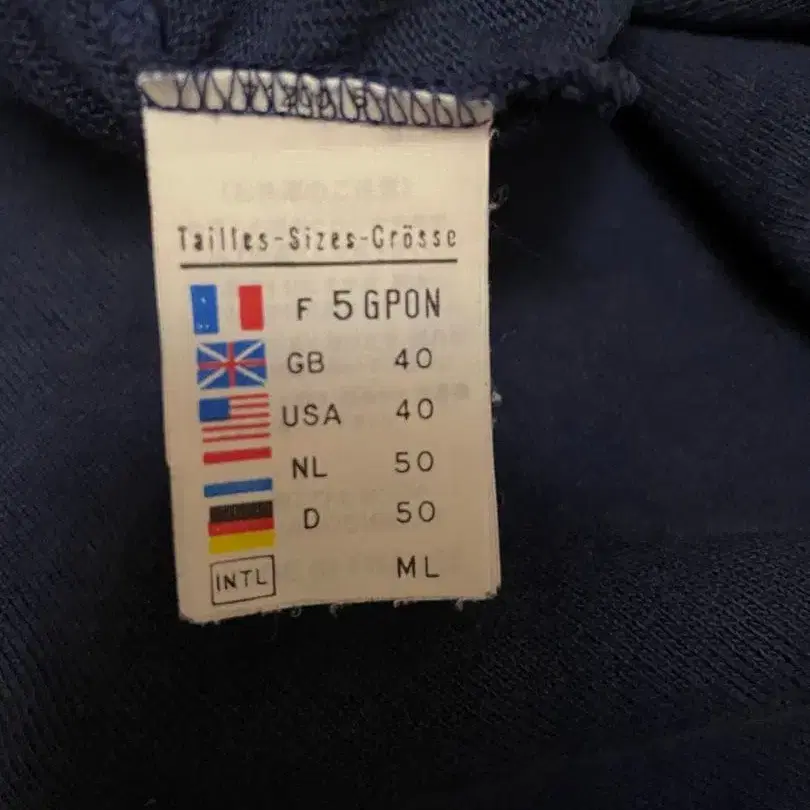 Tailles-Sizes-Grösse
F 5 GPON
GB 40
USA 40
NL 50
D 50
INTL ML